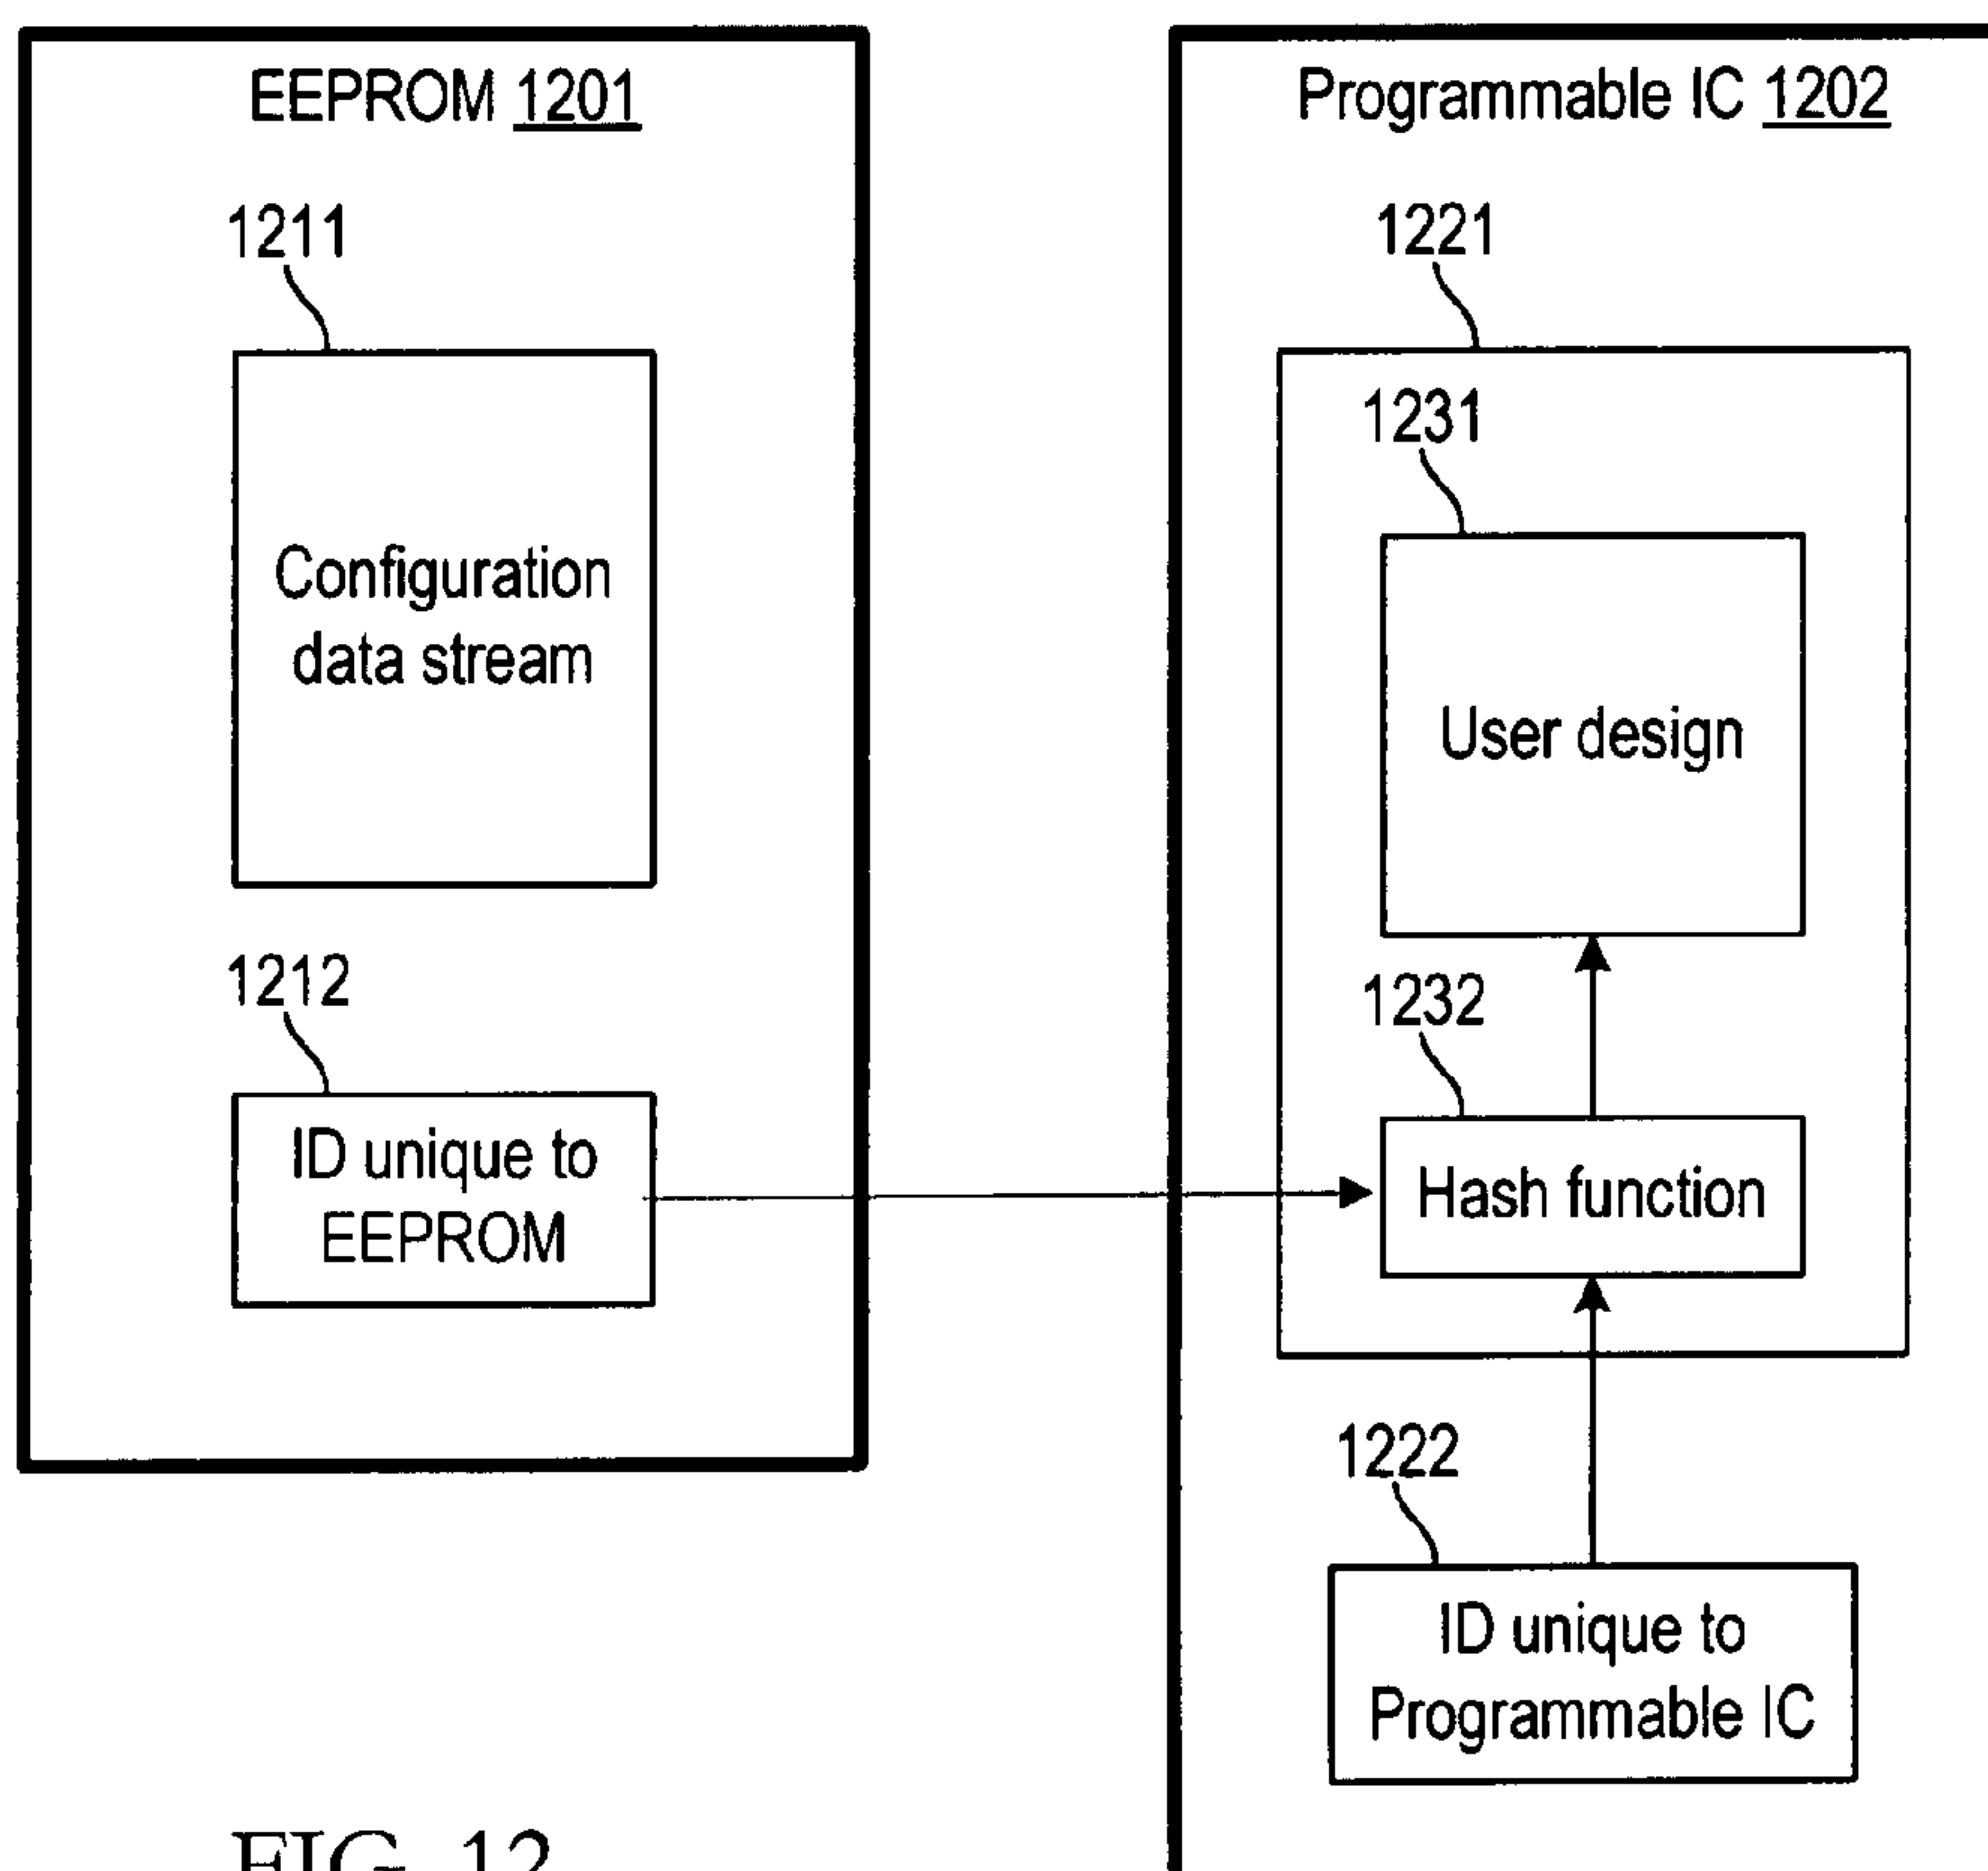 EEPROM 1201
1211
Configuration
data stream
1212
ID unique to
EEPROM
Programmable IC 1202
1221
1231
User design
1232
Hash function
1222
ID unique to
Programmable IC
FIG. 12